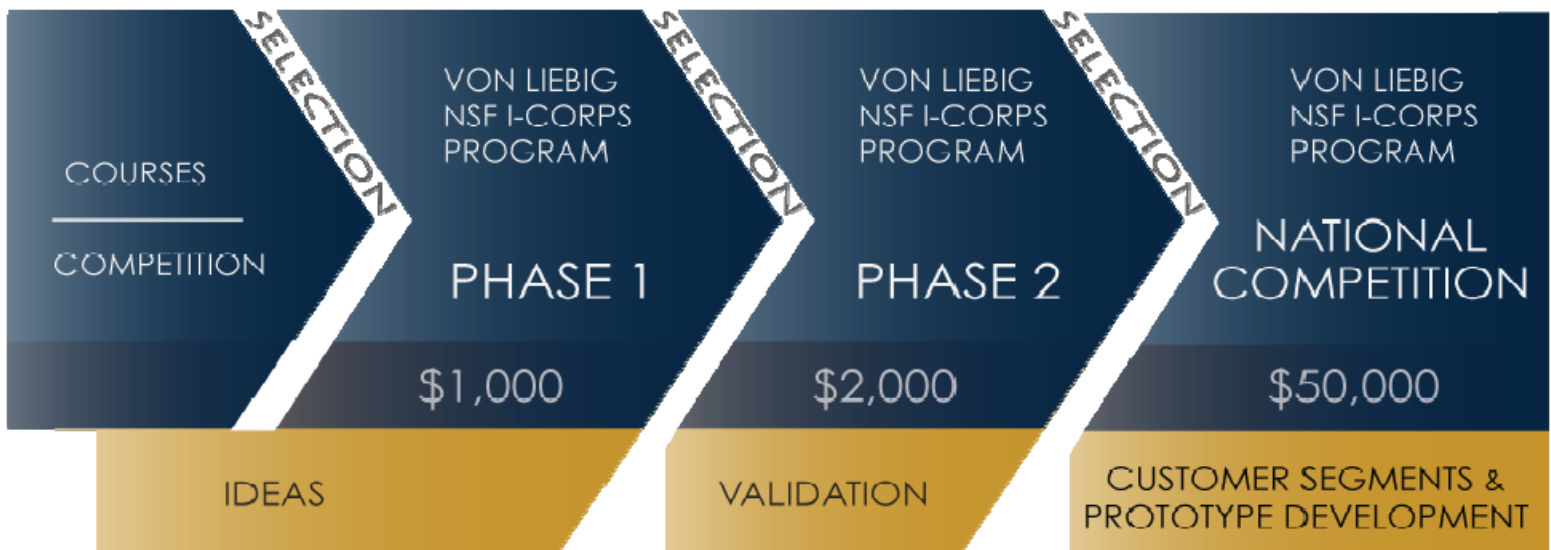 COURSES
COMPETITION
SELECTION
VON LIEBIG
NSF I-CORPS
PROGRAM
PHASE 1
$1,000
SELECTION
VON LIEBIG
NSF I-CORPS
PROGRAM
PHASE 2
$2,000
SELECTION
VON LIEBIG
NSF I-CORPS
PROGRAM
NATIONAL
COMPETITION
$50,000
IDEAS
VALIDATION
CUSTOMER SEGMENTS &
PROTOTYPE DEVELOPMENT